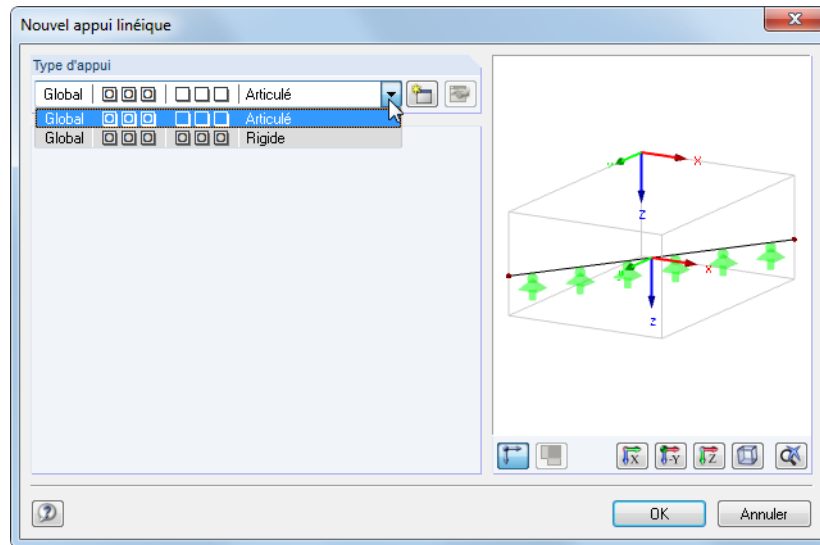 Nouvel appui linéique
Type d'appui
Global Articulé
Global Articulé
Global Rigide
Y X
Z
Y X
z
X -Y Z
OK Annuler